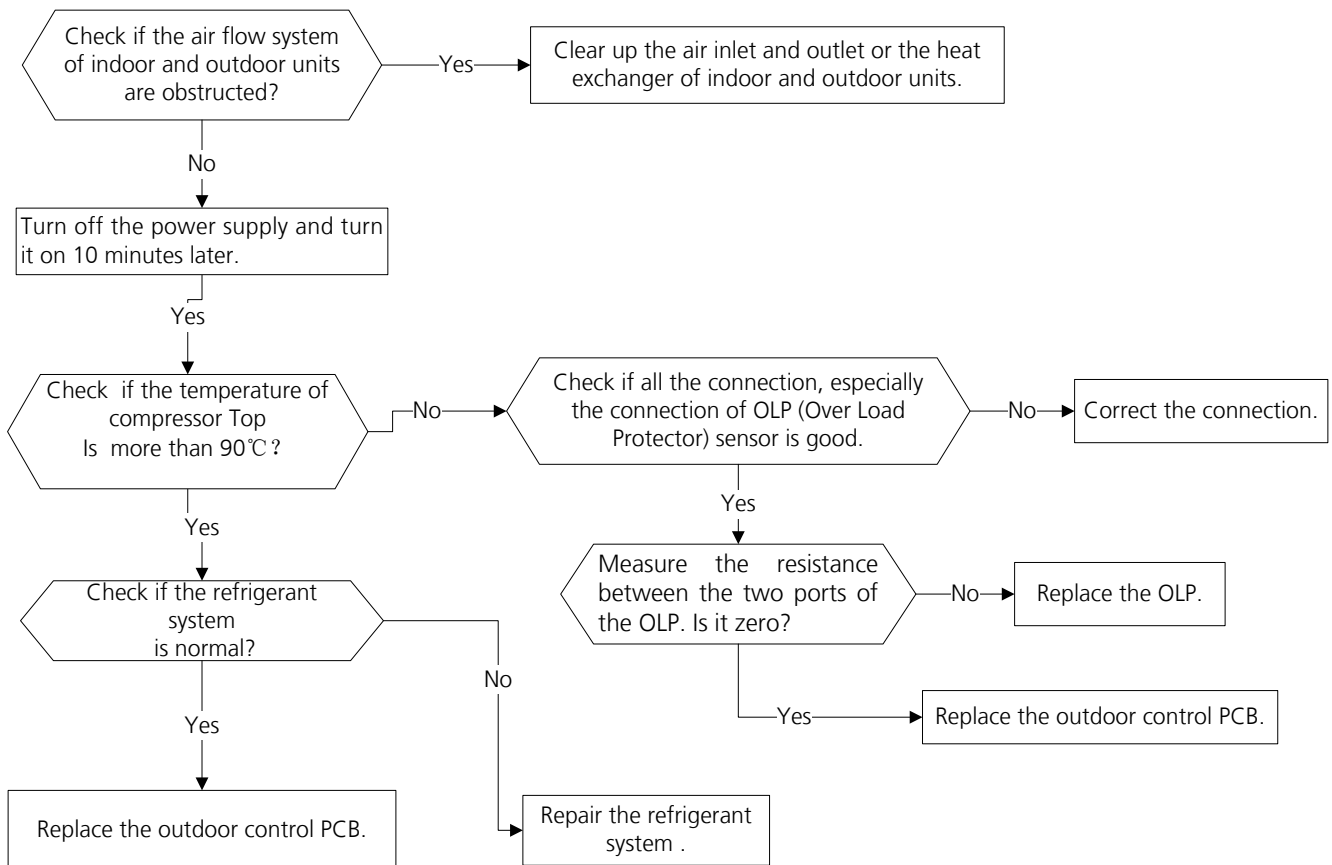 Check if the air flow system
of indoor and outdoor units
are obstructed?
Yes
Clear up the air inlet and outlet or the heat
exchanger of indoor and outdoor units.
No
Turn off the power supply and turn
it on 10 minutes later.
Yes
Check if the temperature of
compressor Top
Is more than 90℃?
No
Check if all the connection, especially
the connection of OLP (Over Load
Protector) sensor is good.
No
Correct the connection.
Yes
Yes
Measure the resistance
between the two ports of
the OLP. Is it zero?
No
Replace the OLP.
Check if the refrigerant
system
is normal?
No
Yes
Yes
Replace the outdoor control PCB.
Replace the outdoor control PCB.
Repair the refrigerant
system .